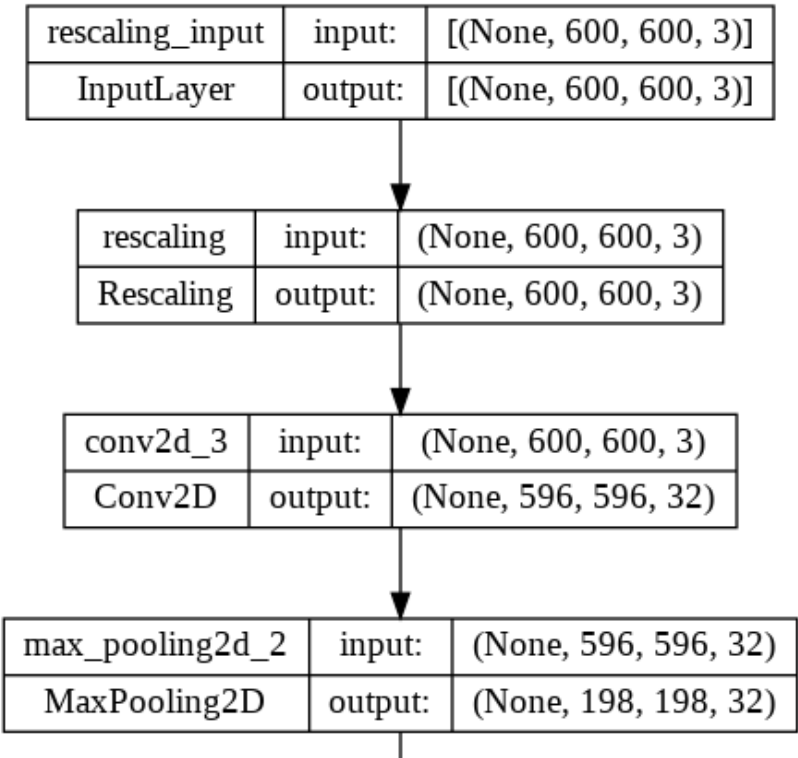 rescaling_input input: [(None, 600, 600, 3)]
InputLayer output: [(None, 600, 600, 3)]
rescaling input: (None, 600, 600, 3)
Rescaling output: (None, 600, 600, 3)
conv2d_3 input: (None, 600, 600, 3)
Conv2D output: (None, 596, 596, 32)
max_pooling2d_2 input: (None, 596, 596, 32)
MaxPooling2D output: (None, 198, 198, 32)